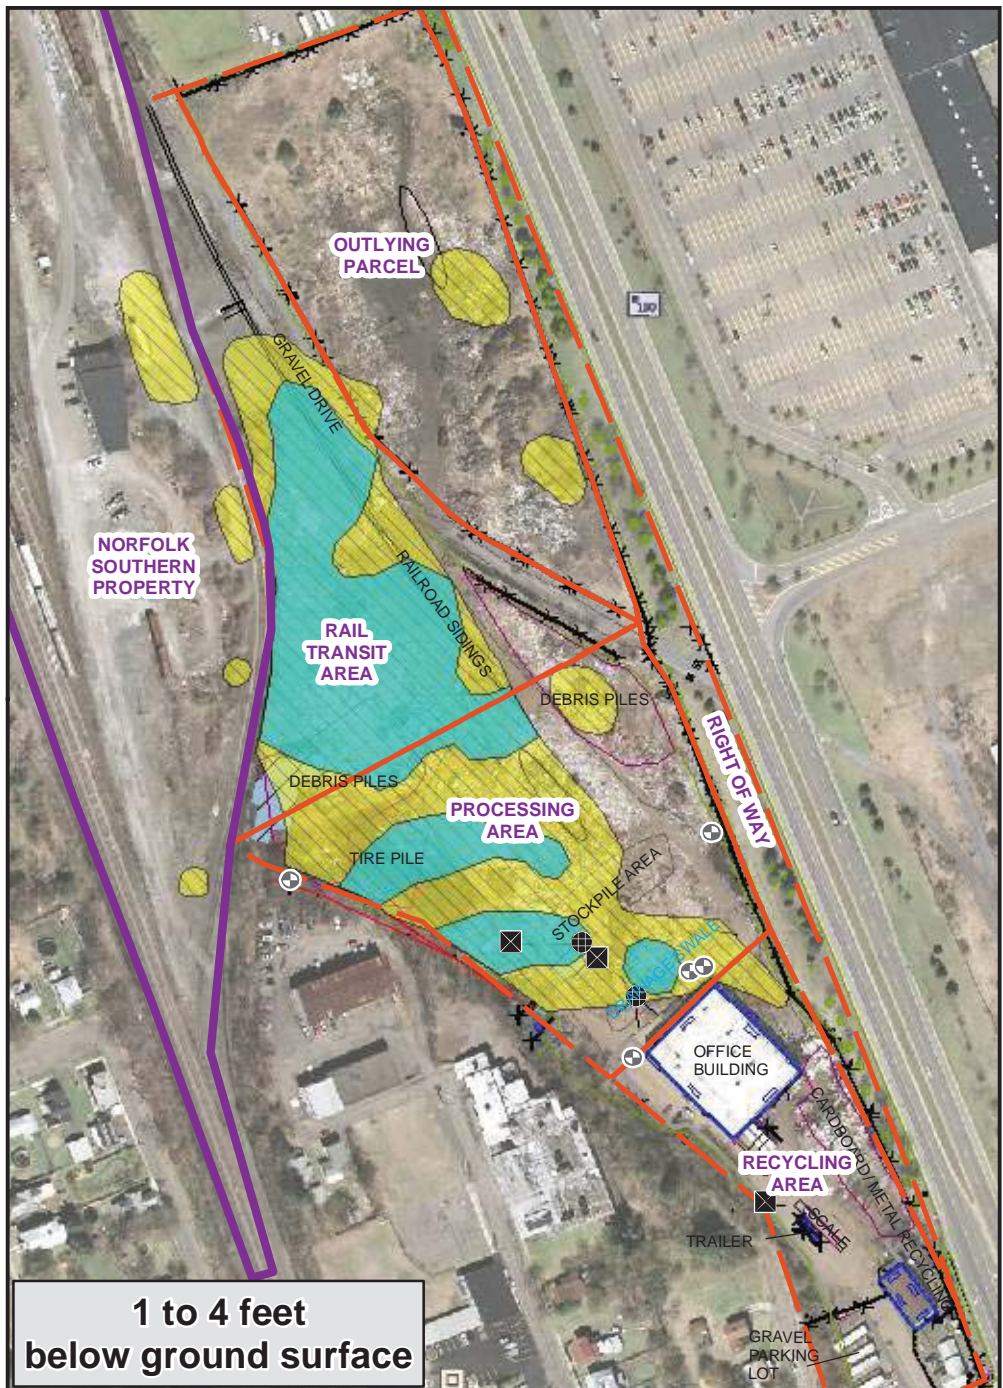 OUTLYING
PARCEL
GRAVEL DRIVE
NORFOLK
SOUTHERN
PROPERTY
RAILROAD SIDINGS
RAIL
TRANSIT
AREA
DEBRIS PILES
RIGHT OF WAY
DEBRIS PILES
PROCESSING
AREA
TIRE PILE
STOCKPILE AREA
DRAINAGE SWALE
OFFICE
BUILDING
CARDBOARD/ METAL RECYCLING
RECYCLING
AREA
SCALE
TRAILER
GRAVEL
PARKING
LOT
1 to 4 feet
below ground surface